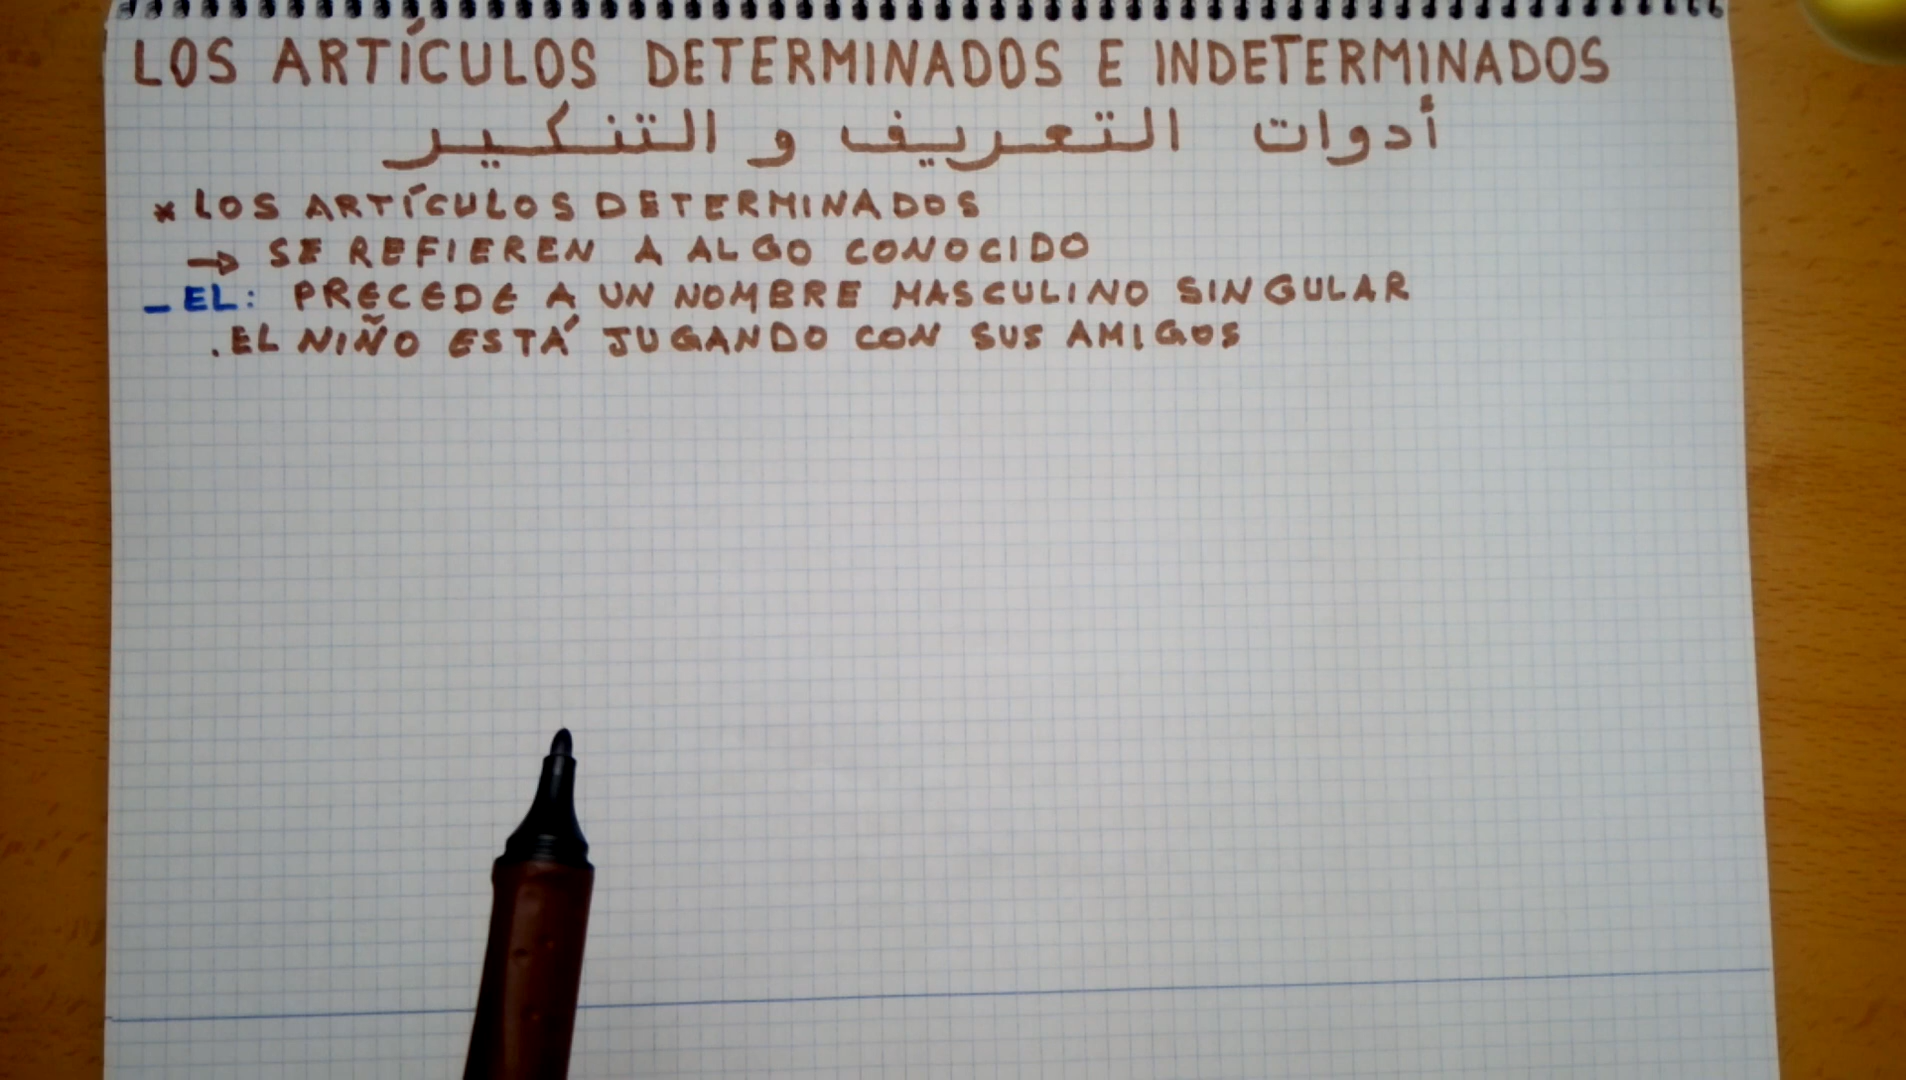 LOS ARTÍCULOS DETERMINADOS E INDETERMINADOS
أدوات التعريف و التنكير
* LOS ARTÍCULOS DETERMINADOS
→ SE REFIEREN A ALGO CONOCIDO
- EL: PRECEDE A UN NOMBRE MASCULINO SINGULAR
. EL NIÑO ESTÁ JUGANDO CON SUS AMIGOS